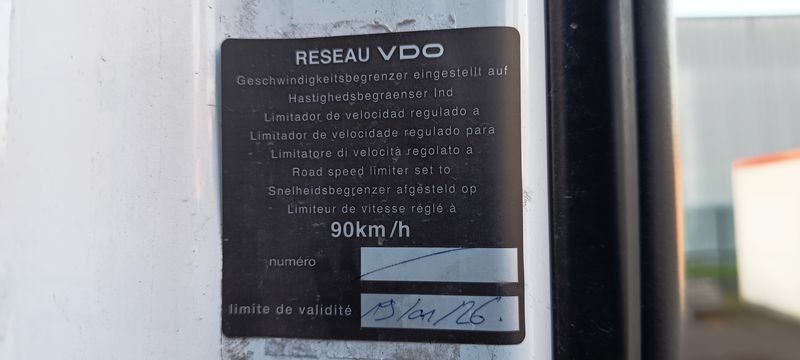 RESEAU VDO
Geschwindigkeitsbegrenzer eingestellt auf
Hastighedsbegraenser Ind
Limitador de velocidad regulado a
Limitador de velocidade regulado para
Limitatore di velocità regolato a
Road speed limiter set to
Snelheidsbegrenzer afgesteld op
Limiteur de vitesse réglé à
90km/h
numéro
limite de validité 19/01/26.